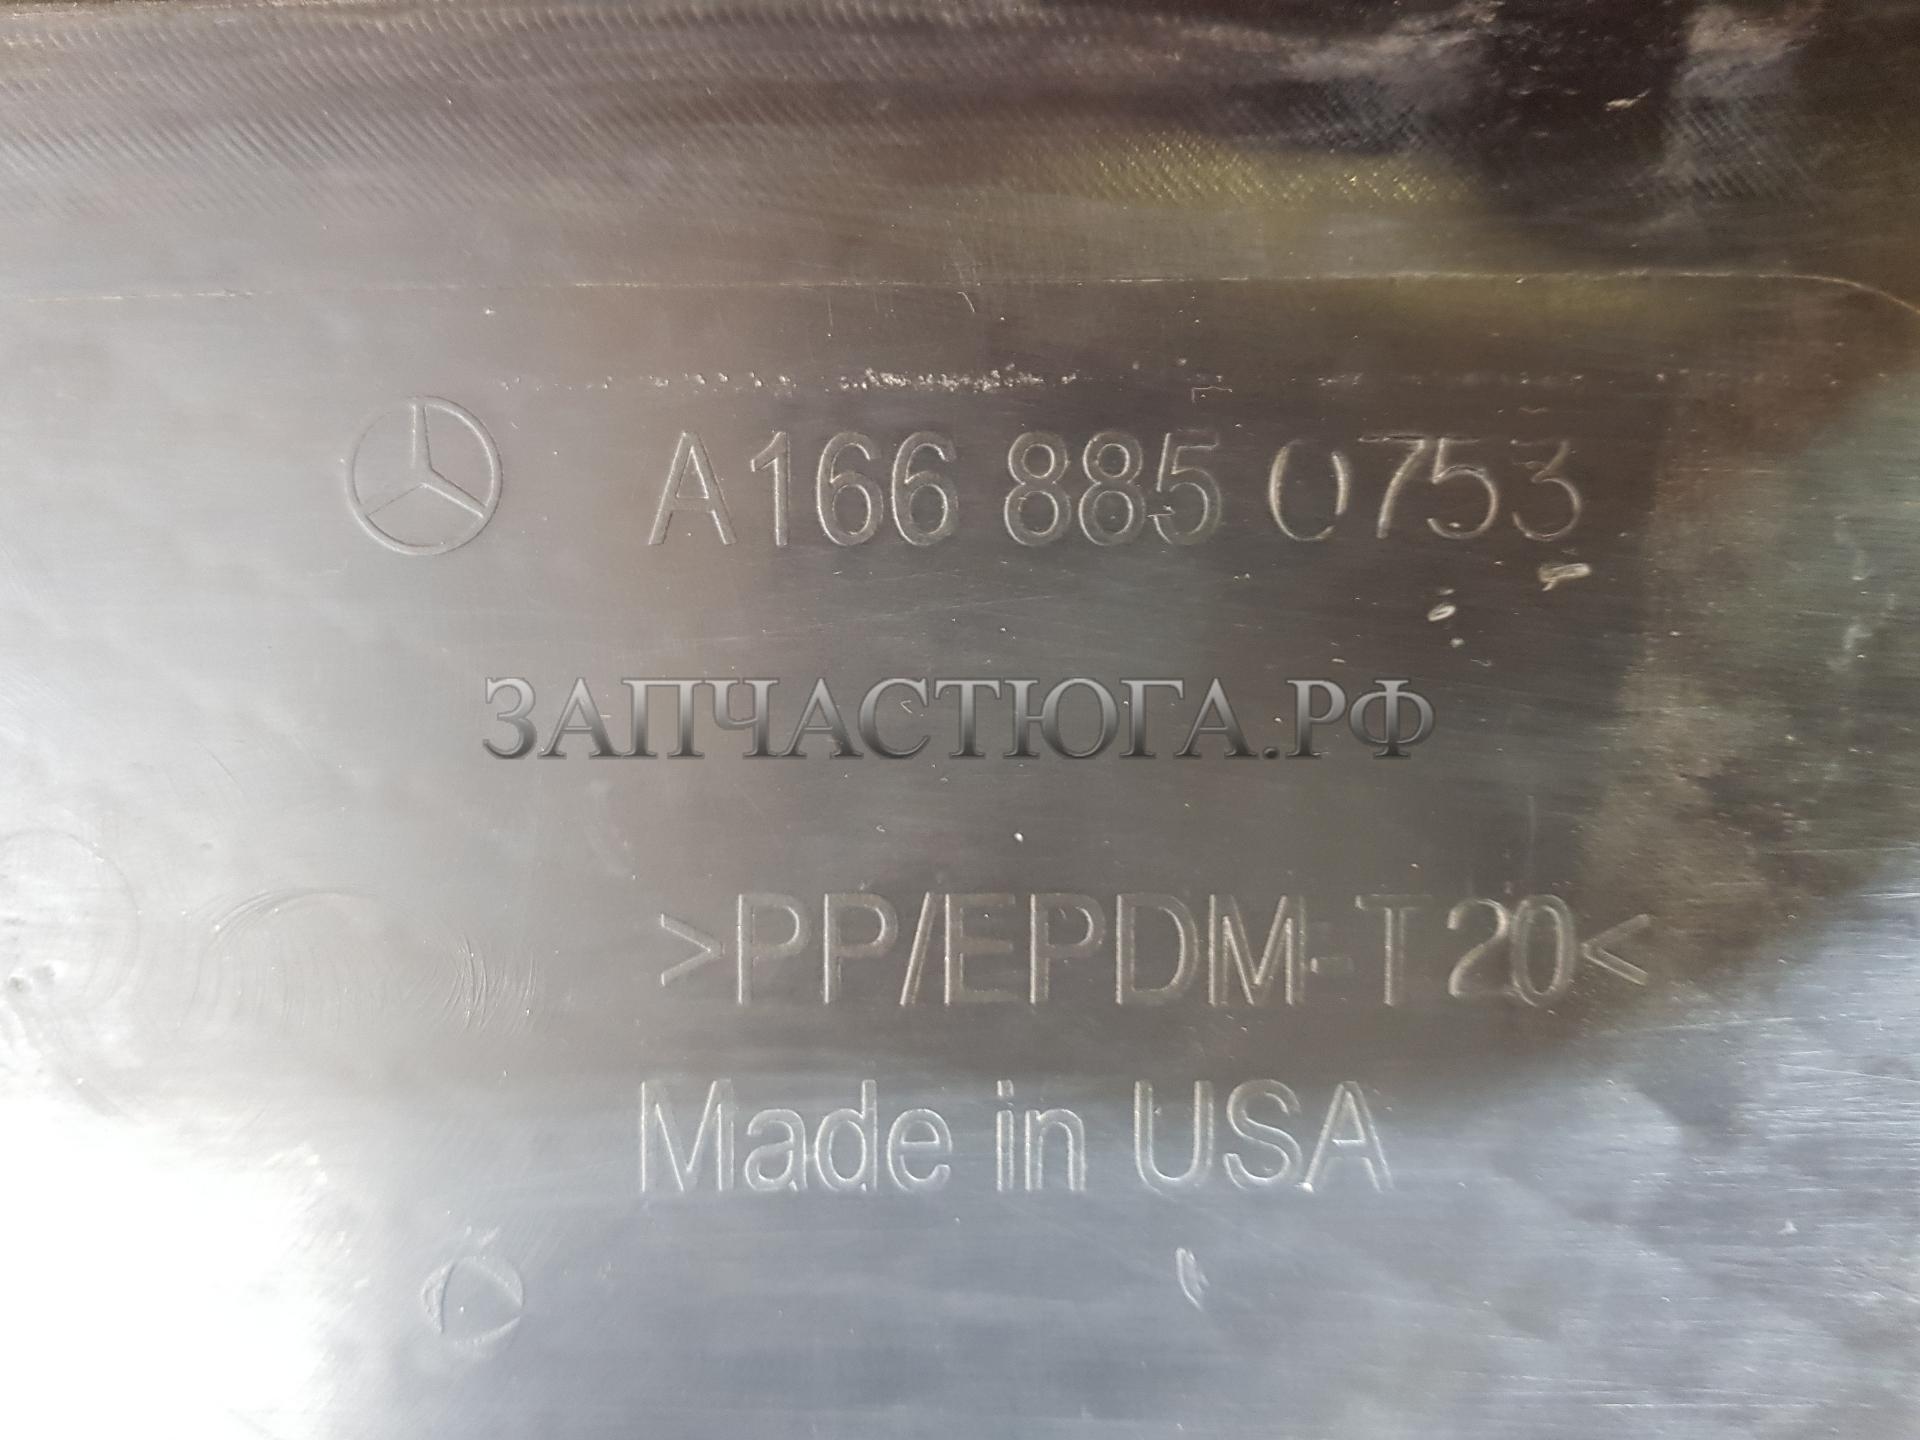 A166 885 0753
ЗАПЧАСТЮГА.РФ
>PP/EPDM-T20<
Made in USA